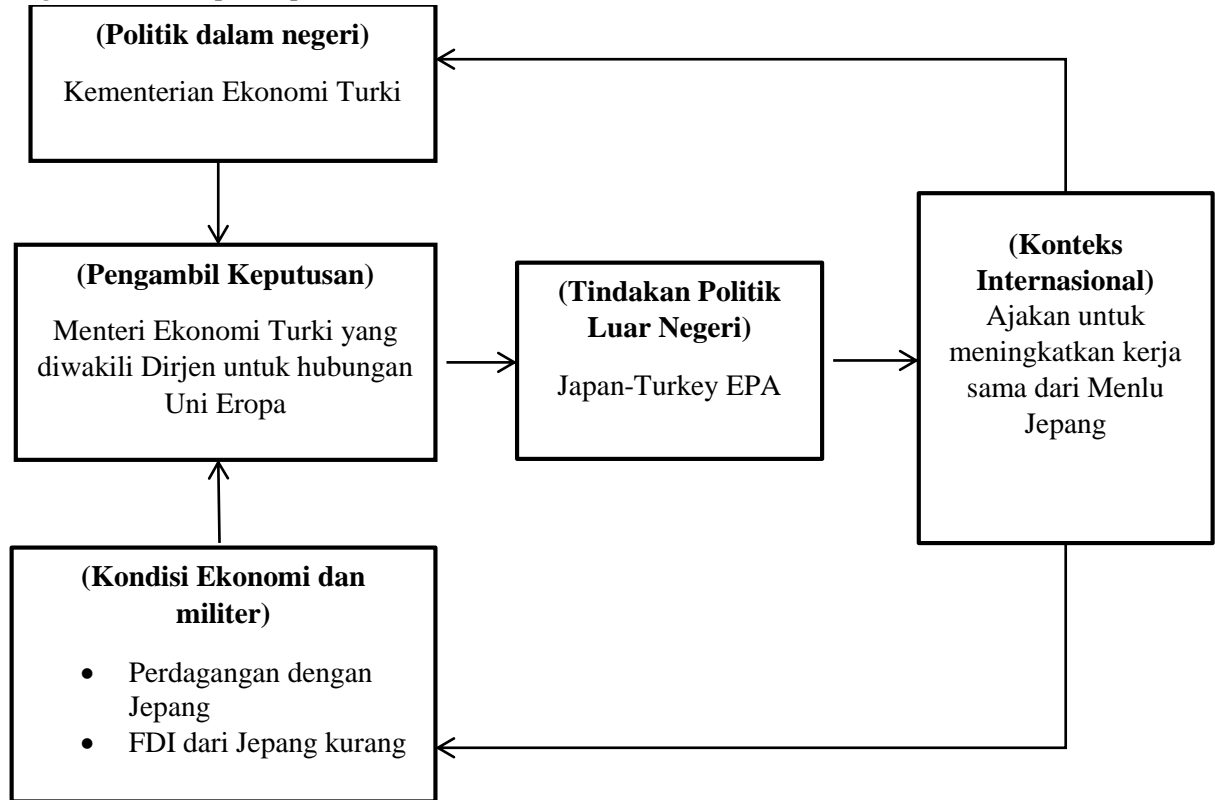 (Politik dalam negeri)
Kementerian Ekonomi Turki
(Pengambil Keputusan)
Menteri Ekonomi Turki yang
diwakili Dirjen untuk hubungan
Uni Eropa
(Tindakan Politik
Luar Negeri)
Japan-Turkey EPA
(Konteks
Internasional)
Ajakan untuk
meningkatkan kerja
sama dari Menlu
Jepang
(Kondisi Ekonomi dan
militer)
• Perdagangan dengan
Jepang
• FDI dari Jepang kurang